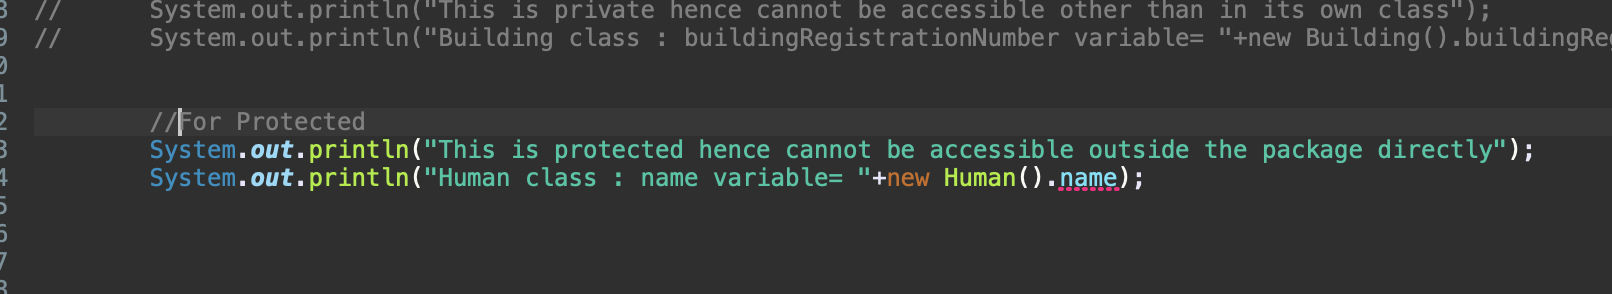 8 //      System.out.println("This is private hence cannot be accessible other than in its own class");
9 //      System.out.println("Building class : buildingRegistrationNumber variable= "+new Building().buildingRe
0
1
2        //For Protected
3        System.out.println("This is protected hence cannot be accessible outside the package directly");
4        System.out.println("Human class : name variable= "+new Human().name);
5
6
7
8